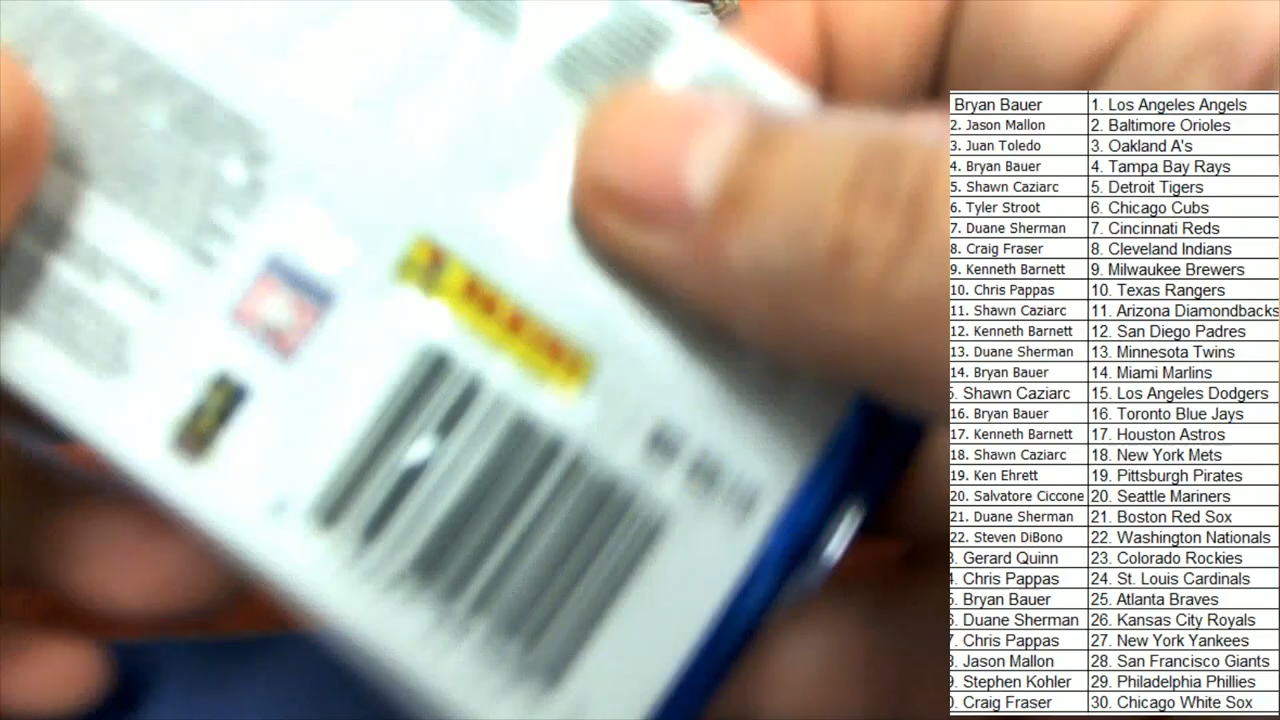 Bryan Bauer 1. Los Angeles Angels
2. Jason Mallon 2. Baltimore Orioles
3. Juan Toledo 3. Oakland A's
4. Bryan Bauer 4. Tampa Bay Rays
5. Shawn Caziarc 5. Detroit Tigers
6. Tyler Stroot 6. Chicago Cubs
7. Duane Sherman 7. Cincinnati Reds
8. Craig Fraser 8. Cleveland Indians
9. Kenneth Barnett 9. Milwaukee Brewers
10. Chris Pappas 10. Texas Rangers
11. Shawn Caziarc 11. Arizona Diamondbacks
12. Kenneth Barnett 12. San Diego Padres
13. Duane Sherman 13. Minnesota Twins
14. Bryan Bauer 14. Miami Marlins
5. Shawn Caziarc 15. Los Angeles Dodgers
16. Bryan Bauer 16. Toronto Blue Jays
17. Kenneth Barnett 17. Houston Astros
18. Shawn Caziarc 18. New York Mets
19. Ken Ehrett 19. Pittsburgh Pirates
20. Salvatore Ciccone 20. Seattle Mariners
21. Duane Sherman 21. Boston Red Sox
22. Steven DiBono 22. Washington Nationals
3. Gerard Quinn 23. Colorado Rockies
4. Chris Pappas 24. St. Louis Cardinals
5. Bryan Bauer 25. Atlanta Braves
6. Duane Sherman 26. Kansas City Royals
7. Chris Pappas 27. New York Yankees
8. Jason Mallon 28. San Francisco Giants
9. Stephen Kohler 29. Philadelphia Phillies
0. Craig Fraser 30. Chicago White Sox